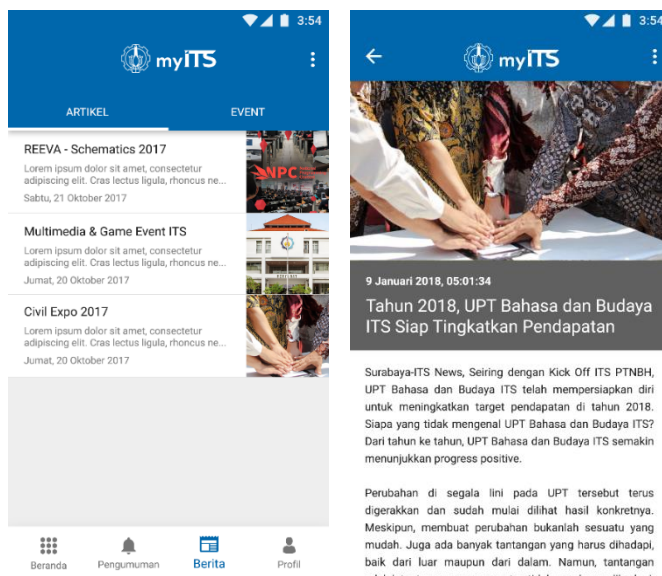 3:54
myITS
ARTIKEL
EVENT
REEVA - Schematics 2017
Lorem ipsum dolor sit amet, consectetur
adipiscing elit. Cras lectus ligula, rhoncus ne...
Sabtu, 21 Oktober 2017
NPC
Multimedia & Game Event ITS
Lorem ipsum dolor sit amet, consectetur
adipiscing elit. Cras lectus ligula, rhoncus ne...
Jumat, 20 Oktober 2017
Civil Expo 2017
Lorem ipsum dolor sit amet, consectetur
adipiscing elit. Cras lectus ligula, rhoncus ne...
Jumat, 20 Oktober 2017
Beranda
Pengumuman
Berita
Profil
3:54
myITS
9 Januari 2018, 05:01:34
Tahun 2018, UPT Bahasa dan Budaya
ITS Siap Tingkatkan Pendapatan
Surabaya-ITS News, Seiring dengan Kick Off ITS PTNBH,
UPT Bahasa dan Budaya ITS telah mempersiapkan diri
untuk meningkatkan target pendapatan di tahun 2018.
Siapa yang tidak mengenal UPT Bahasa dan Budaya ITS?
Dari tahun ke tahun, UPT Bahasa dan Budaya ITS semakin
menunjukkan progress positive.
Perubahan di segala lini pada UPT tersebut terus
digerakkan dan sudah mulai dilihat hasil konkretnya.
Meskipun, membuat perubahan bukanlah sesuatu yang
mudah. Juga ada banyak tantangan yang harus dihadapi,
baik dari luar maupun dari dalam. Namun, tantangan